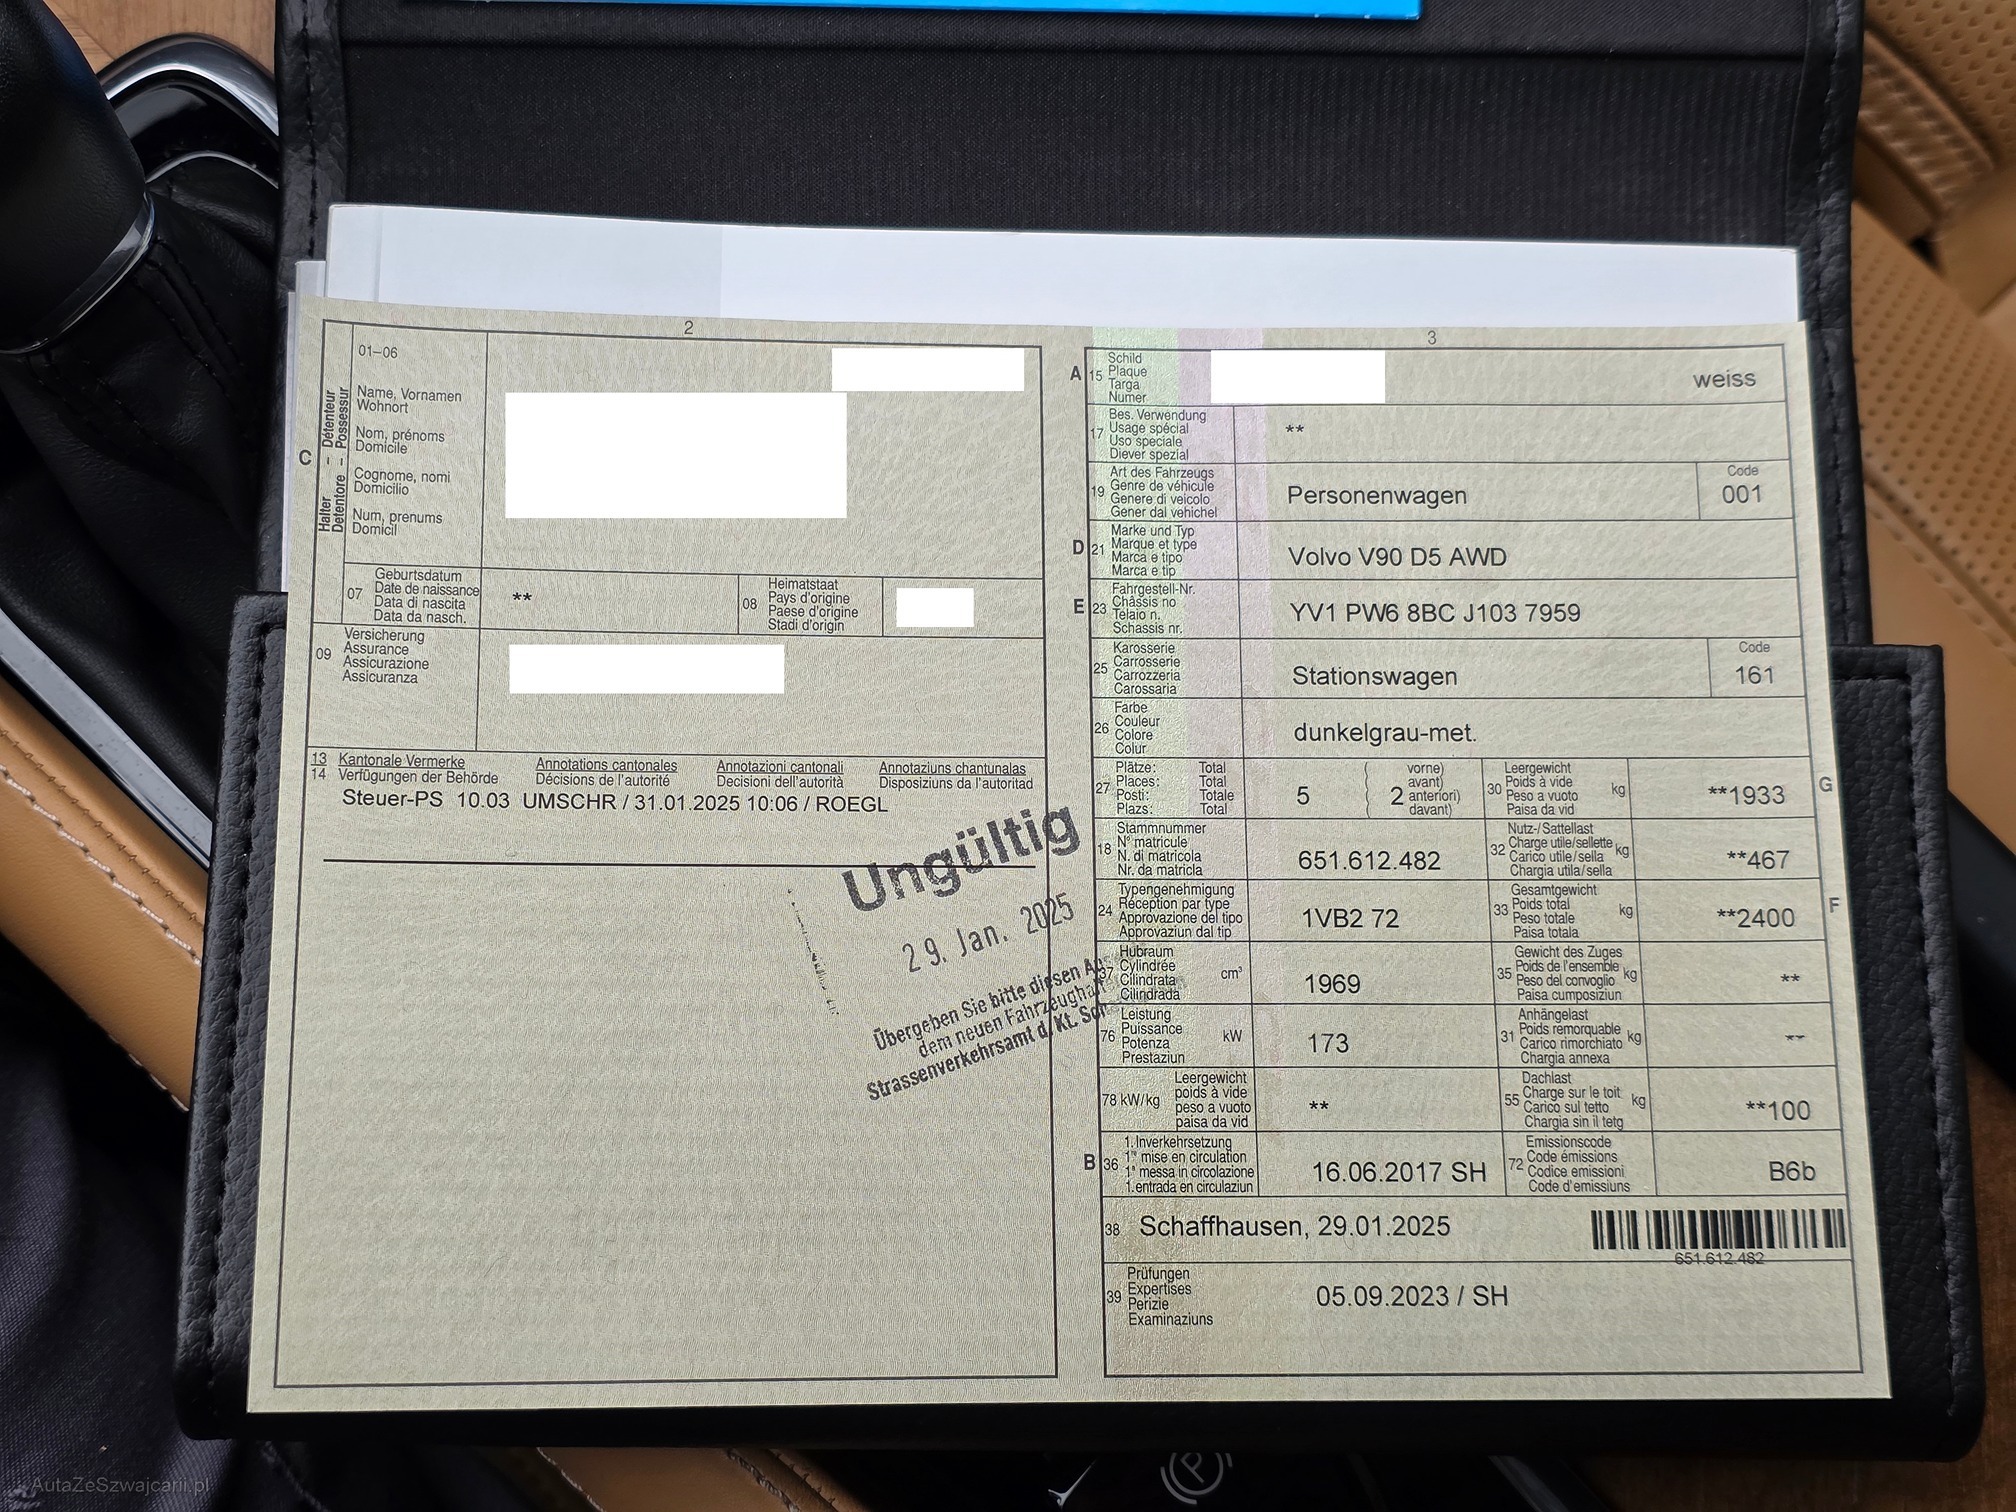 2
01–06
Name, Vornamen
Wohnort
Nom, prénoms
Domicile
Cognome, nomi
Domicilio
Num, prenums
Domicil
C
Halter – Détenteur
Detentore – Possessur
07
Geburtsdatum
Date de naissance
Data di nascita
Data da nasch.
**
08
Heimatstaat
Pays d'origine
Paese d'origine
Stadi d'origin
09
Versicherung
Assurance
Assicurazione
Assicuranza
13
14
Kantonale Vermerke
Verfügungen der Behörde
Annotations cantonales
Décisions de l'autorité
Annotazioni cantonali
Decisioni dell'autorità
Annotaziuns chantunalas
Disposiziuns da l'autoritad
Steuer-PS 10.03 UMSCHR / 31.01.2025 10:06 / ROEGL
Ungültig
29. Jan. 2025
Übergeben Sie bitte diesen
dem neuen
Strassenverkehrsamt d. Kt.
3
A
15
Schild
Plaque
Targa
Numer
weiss
17
Bes. Verwendung
Usage spécial
Uso speciale
Diever spezial
**
19
Art des Fahrzeugs
Genre de véhicule
Genere di veicolo
Gener dal vehichel
Personenwagen
Code
001
D
21
Marke und Typ
Marque et type
Marca e tipo
Marca e tip
Volvo V90 D5 AWD
E
23
Fahrgestell-Nr.
Châssis no
Telaio n.
Schassis nr.
YV1 PW6 8BC J103 7959
25
Karosserie
Carrosserie
Carrozzeria
Carossaria
Stationswagen
Code
161
26
Farbe
Couleur
Colore
Colur
dunkelgrau-met.
27
Plätze: Total
Places: Total
Posti: Totale
Plazs: Total
5
2
vorne)
avant)
anteriori)
davant)
30
Leergewicht
Poids à vide
Peso a vuoto
Paisa da vid
kg
**1933
G
18
Stammnummer
N° matricule
N. di matricola
Nr. da matricla
651.612.482
32
Nutz-/Sattellast
Charge utile/sellette
Carico utile/sella
Chargia utila/sella
kg
**467
24
Typengenehmigung
Réception par type
Approvazione del tipo
Approvaziun dal tip
1VB2 72
33
Gesamtgewicht
Poids total
Peso totale
Paisa totala
kg
**2400
F
37
Hubraum
Cylindrée
Cilindrata
Cilindrada
cm³
1969
35
Gewicht des Zuges
Poids de l'ensemble
Peso del convoglio
Paisa cumposiziun
kg
**
76
Leistung
Puissance
Potenza
Prestaziun
kW
173
31
Anhängelast
Poids remorquable
Carico rimorchiato
Chargia annexa
kg
**
78 kW/kg
Leergewicht
poids à vide
peso a vuoto
paisa da vid
**
55
Dachlast
Charge sur le toit
Carico sul tetto
Chargia sin il tetg
kg
**100
B
36
1. Inverkehrsetzung
1re mise en circulation
1a messa in circolazione
1. entrada en circulaziun
16.06.2017 SH
72
Emissionscode
Code émissions
Codice emissioni
Code d'emissiuns
B6b
38
Schaffhausen, 29.01.2025
651.612.482
39
Prüfungen
Expertises
Perizie
Examinaziuns
05.09.2023 / SH
P
AutaZeSzwajcarii.pl